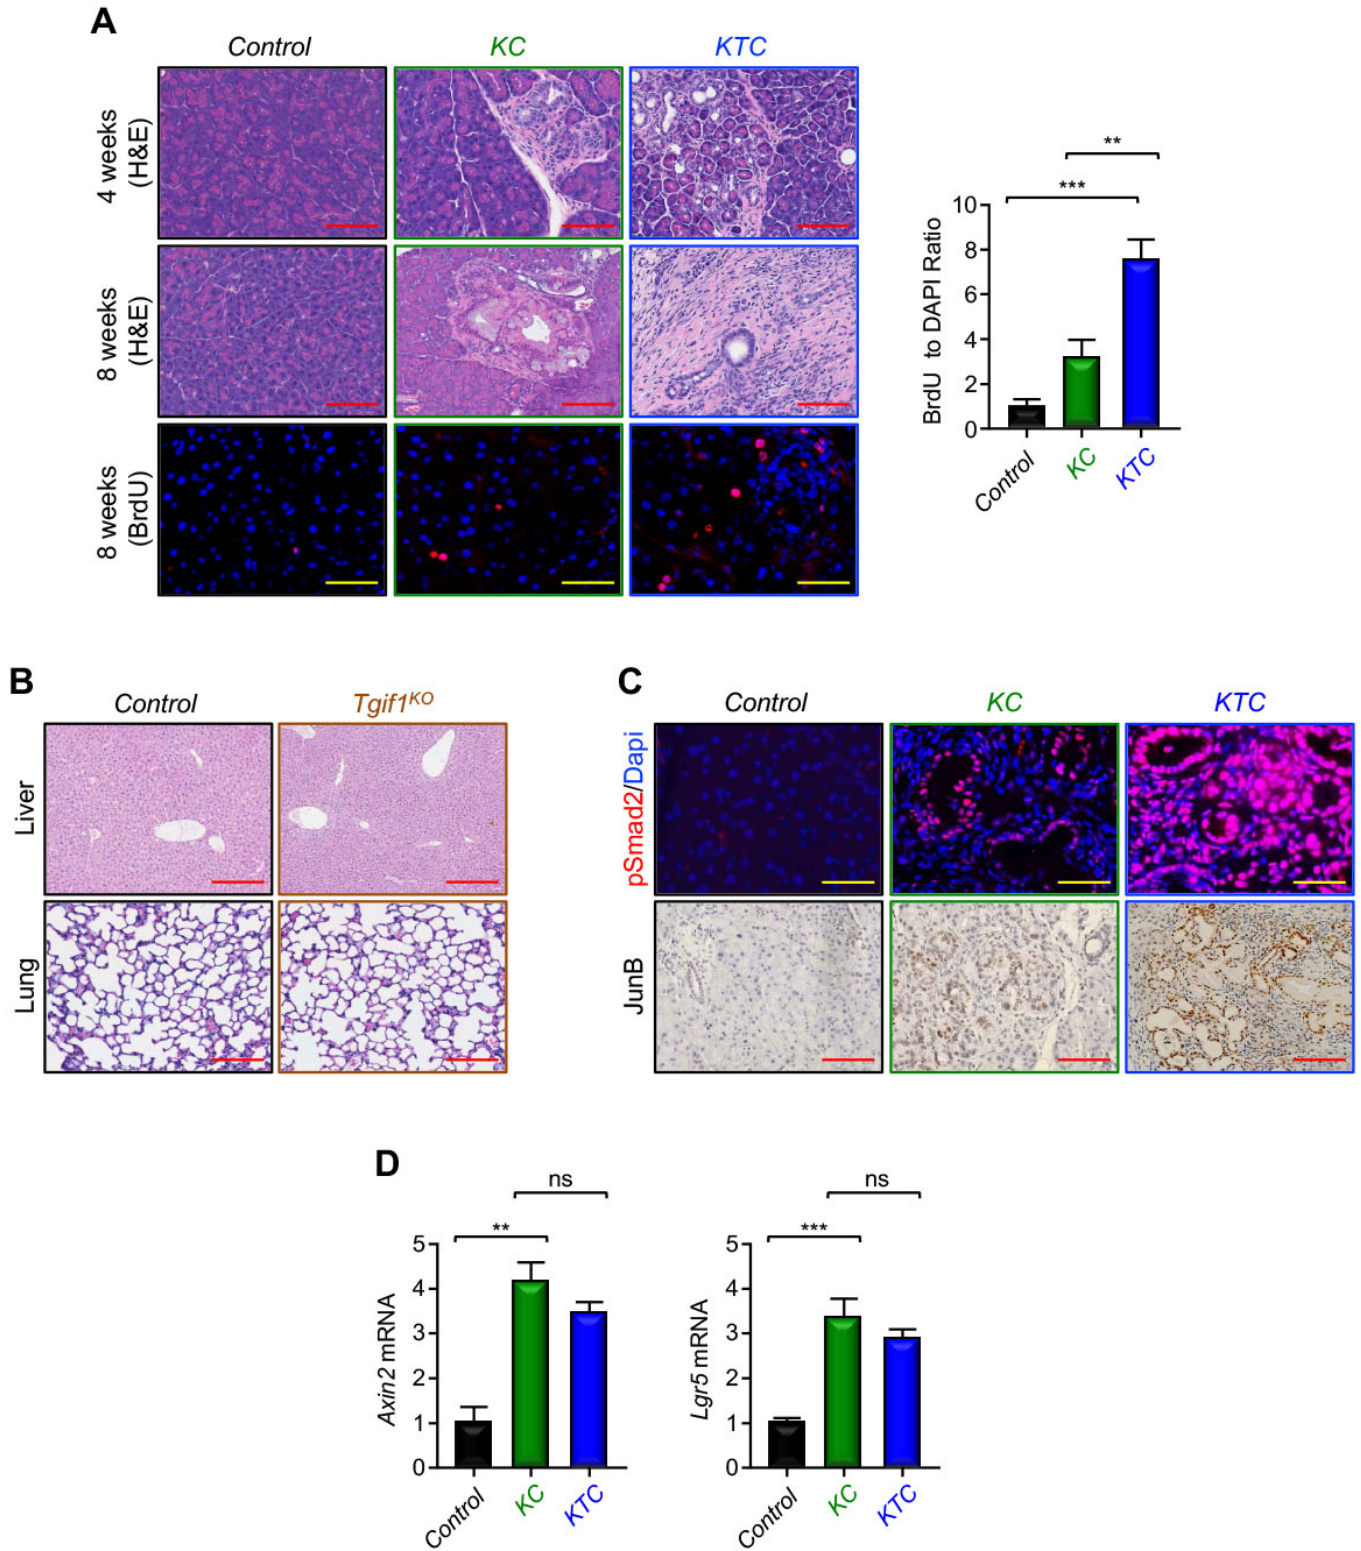 A
Control
KC
KTC
4 weeks
(H&E)
8 weeks
(H&E)
8 weeks
(BrdU)
**
***
BrdU to DAPI Ratio
10
8
6
4
2
0
Control
KC
KTC
B
Control
Tgif1KO
Liver
Lung
C
Control
KC
KTC
pSmad2/Dapi
JunB
D
ns
**
Axin2 mRNA
5
4
3
2
1
0
Control
KC
KTC
ns
***
Lgr5 mRNA
5
4
3
2
1
0
Control
KC
KTC